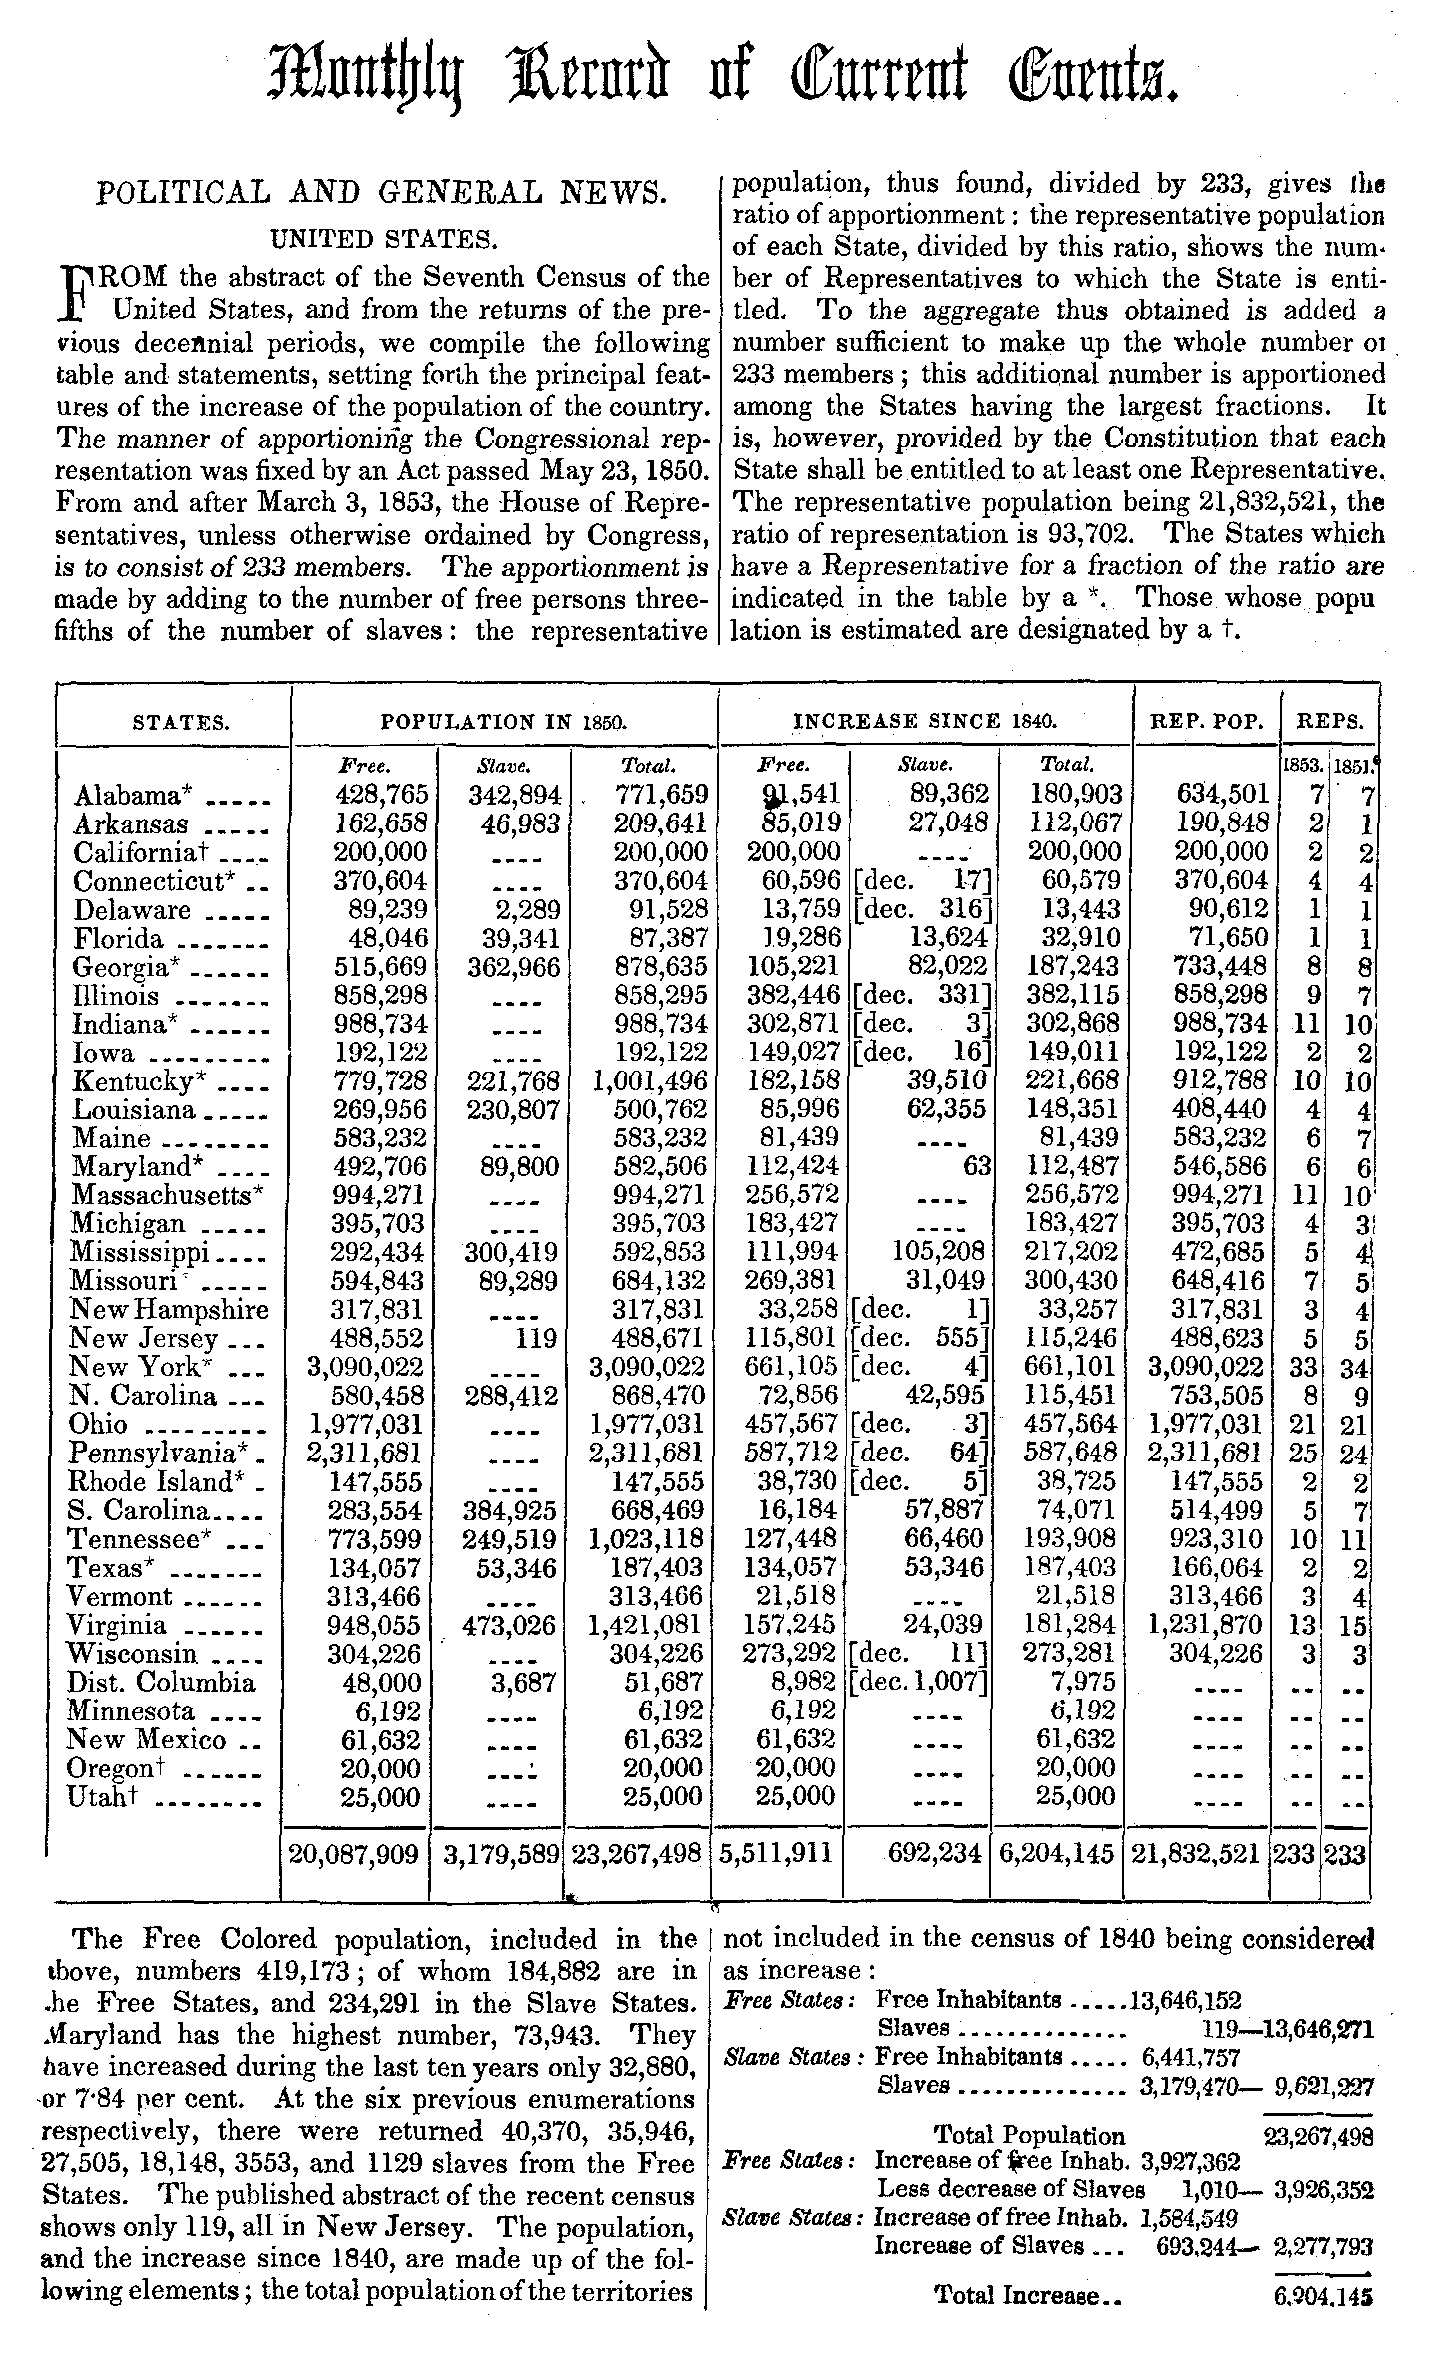 Monthly Record of Current Events.
POLITICAL AND GENERAL NEWS.
UNITED STATES.
FROM the abstract of the Seventh Census of the
United States, and from the returns of the pre-
vious decennial periods, we compile the following
table and statements, setting forth the principal feat-
ures of the increase of the population of the country.
The manner of apportioning the Congressional rep-
resentation was fixed by an Act passed May 23, 1850.
From and after March 3, 1853, the House of Repre-
sentatives, unless otherwise ordained by Congress,
is to consist of 233 members. The apportionment is
made by adding to the number of free persons three-
fifths of the number of slaves: the representative
population, thus found, divided by 233, gives the
ratio of apportionment: the representative population
of each State, divided by this ratio, shows the num-
ber of Representatives to which the State is enti-
tled. To the aggregate thus obtained is added a
number sufficient to make up the whole number of
233 members; this additional number is apportioned
among the States having the largest fractions. It
is, however, provided by the Constitution that each
State shall be entitled to at least one Representative.
The representative population being 21,832,521, the
ratio of representation is 93,702. The States which
have a Representative for a fraction of the ratio are
indicated in the table by a *. Those whose popu
lation is estimated are designated by a †.
STATES. POPULATION IN 1850. INCREASE SINCE 1840. REP. POP. REPS.
Free. Slave. Total. Free. Slave. Total. 1853. 1851.
Alabama* ..... 428,765 342,894 771,659 91,541 89,362 180,903 634,501 7 7
Arkansas ..... 162,658 46,983 209,641 85,019 27,048 112,067 190,848 2 1
California† .... 200,000 .... 200,000 200,000 .... 200,000 200,000 2 2
Connecticut* .. 370,604 .... 370,604 60,596 [dec. 17] 60,579 370,604 4 4
Delaware ..... 89,239 2,289 91,528 13,759 [dec. 316] 13,443 90,612 1 1
Florida ....... 48,046 39,341 87,387 19,286 13,624 32,910 71,650 1 1
Georgia* ...... 515,669 362,966 878,635 105,221 82,022 187,243 733,448 8 8
Illinois ....... 858,298 .... 858,295 382,446 [dec. 331] 382,115 858,298 9 7
Indiana* ...... 988,734 .... 988,734 302,871 [dec. 3] 302,868 988,734 11 10
Iowa ......... 192,122 .... 192,122 149,027 [dec. 16] 149,011 192,122 2 2
Kentucky* .... 779,728 221,768 1,001,496 182,158 39,510 221,668 912,788 10 10
Louisiana ..... 269,956 230,807 500,762 85,996 62,355 148,351 408,440 4 4
Maine ........ 583,232 .... 583,232 81,439 .... 81,439 583,232 6 7
Maryland* .... 492,706 89,800 582,506 112,424 63 112,487 546,586 6 6
Massachusetts* 994,271 .... 994,271 256,572 .... 256,572 994,271 11 10
Michigan ..... 395,703 .... 395,703 183,427 .... 183,427 395,703 4 3
Mississippi .... 292,434 300,419 592,853 111,994 105,208 217,202 472,685 5 4
Missouri ..... 594,843 89,289 684,132 269,381 31,049 300,430 648,416 7 5
New Hampshire 317,831 .... 317,831 33,258 [dec. 1] 33,257 317,831 3 4
New Jersey ... 488,552 119 488,671 115,801 [dec. 555] 115,246 488,623 5 5
New York* ... 3,090,022 .... 3,090,022 661,105 [dec. 4] 661,101 3,090,022 33 34
N. Carolina ... 580,458 288,412 868,470 72,856 42,595 115,451 753,505 8 9
Ohio ......... 1,977,031 .... 1,977,031 457,567 [dec. 3] 457,564 1,977,031 21 21
Pennsylvania* . 2,311,681 .... 2,311,681 587,712 [dec. 64] 587,648 2,311,681 25 24
Rhode Island* . 147,555 .... 147,555 38,730 [dec. 5] 38,725 147,555 2 2
S. Carolina.... 283,554 384,925 668,469 16,184 57,887 74,071 514,499 5 7
Tennessee* ... 773,599 249,519 1,023,118 127,448 66,460 193,908 923,310 10 11
Texas* ....... 134,057 53,346 187,403 134,057 53,346 187,403 166,064 2 2
Vermont ...... 313,466 .... 313,466 21,518 .... 21,518 313,466 3 4
Virginia ...... 948,055 473,026 1,421,081 157,245 24,039 181,284 1,231,870 13 15
Wisconsin .... 304,226 .... 304,226 273,292 [dec. 11] 273,281 304,226 3 3
Dist. Columbia 48,000 3,687 51,687 8,982 [dec. 1,007] 7,975 .... .. ..
Minnesota .... 6,192 .... 6,192 6,192 .... 6,192 .... .. ..
New Mexico .. 61,632 .... 61,632 61,632 .... 61,632 .... .. ..
Oregon† ...... 20,000 .... 20,000 20,000 .... 20,000 .... .. ..
Utah† ........ 25,000 .... 25,000 25,000 .... 25,000 .... .. ..
20,087,909 3,179,589 23,267,498 5,511,911 692,234 6,204,145 21,832,521 233 233
The Free Colored population, included in the
above, numbers 419,173; of whom 184,882 are in
the Free States, and 234,291 in the Slave States.
Maryland has the highest number, 73,943. They
have increased during the last ten years only 32,880,
or 7·84 per cent. At the six previous enumerations
respectively, there were returned 40,370, 35,946,
27,505, 18,148, 3553, and 1129 slaves from the Free
States. The published abstract of the recent census
shows only 119, all in New Jersey. The population,
and the increase since 1840, are made up of the fol-
lowing elements; the total population of the territories
not included in the census of 1840 being considered
as increase:
Free States: Free Inhabitants .....13,646,152
Slaves .............. 119—13,646,271
Slave States: Free Inhabitants ..... 6,441,757
Slaves .............. 3,179,470— 9,621,227
Total Population 23,267,498
Free States: Increase of free Inhab. 3,927,362
Less decrease of Slaves 1,010— 3,926,352
Slave States: Increase of free Inhab. 1,584,549
Increase of Slaves ... 693,244— 2,277,793
Total Increase.. 6,204,145